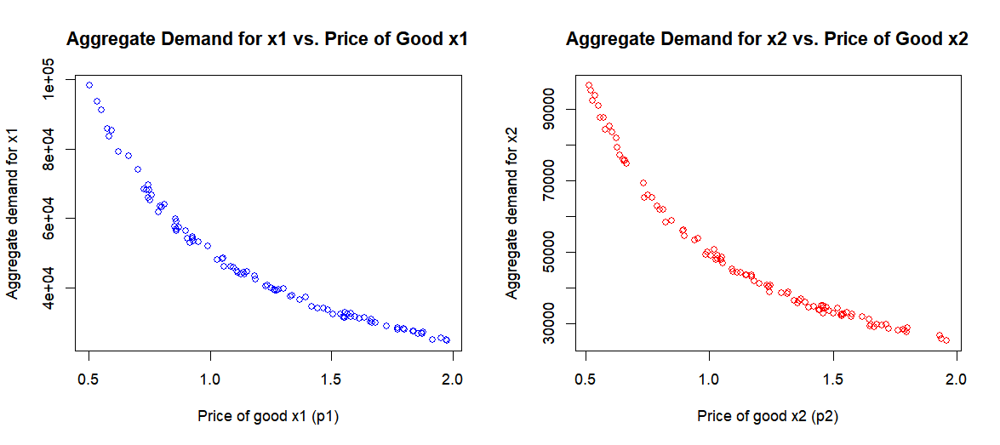 Aggregate Demand for x1 vs. Price of Good x1
Aggregate demand for x1
1e+05
8e+04
6e+04
4e+04
0.5 1.0 1.5 2.0
Price of good x1 (p1)
Aggregate Demand for x2 vs. Price of Good x2
Aggregate demand for x2
90000
70000
50000
30000
0.5 1.0 1.5 2.0
Price of good x2 (p2)